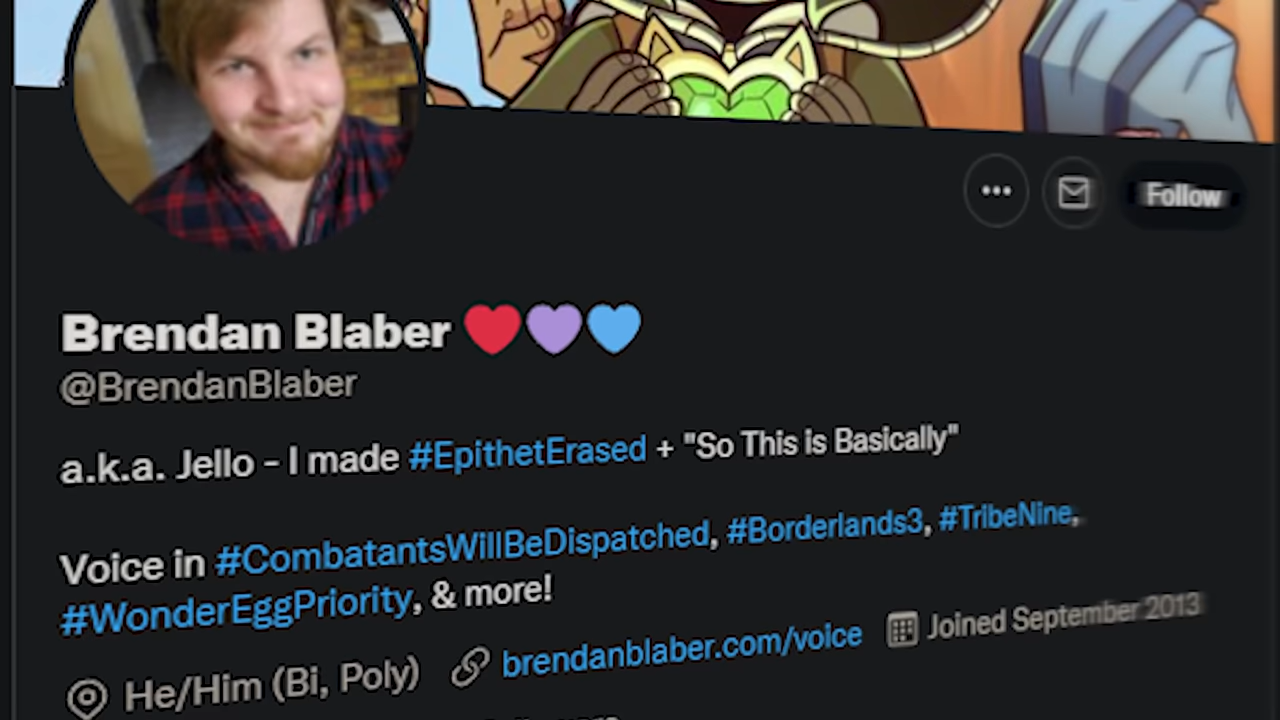 Follow
Brendan Blaber ❤️💜💙
@BrendanBlaber
a.k.a. Jello - I made #EpithetErased + "So This is Basically"
Voice in #CombatantsWillBeDispatched, #Borderlands3, #TribeNine,
#WonderEggPriority, & more!
He/Him (Bi, Poly) brendanblaber.com/voice Joined September 2013